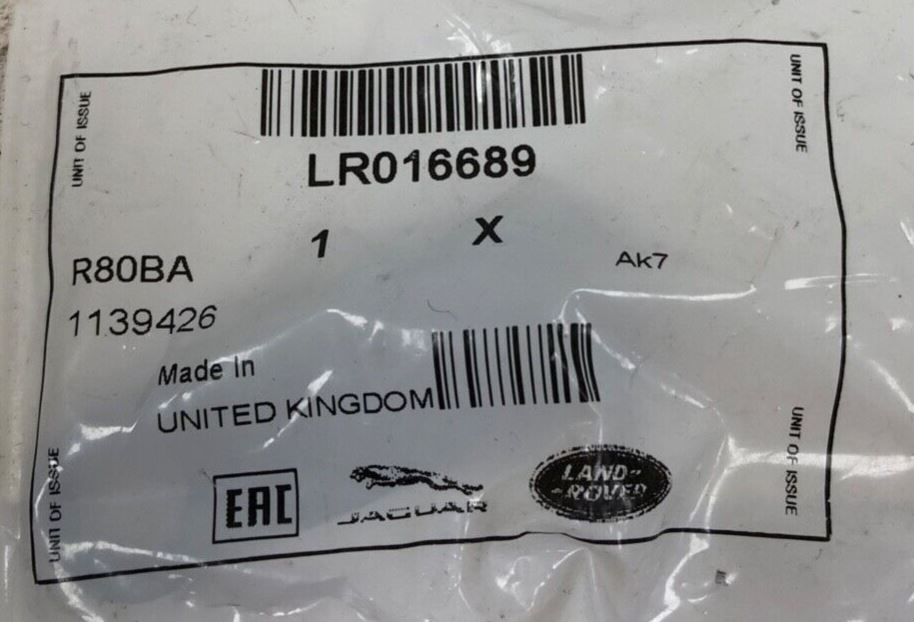 UNIT OF ISSUE
UNIT OF ISSUE
LR016689
1 X
R80BA
Ak7
1139426
Made In
UNITED KINGDOM
UNIT OF ISSUE
UNIT OF ISSUE
EAC
JAGUAR
LAND-
-ROVER